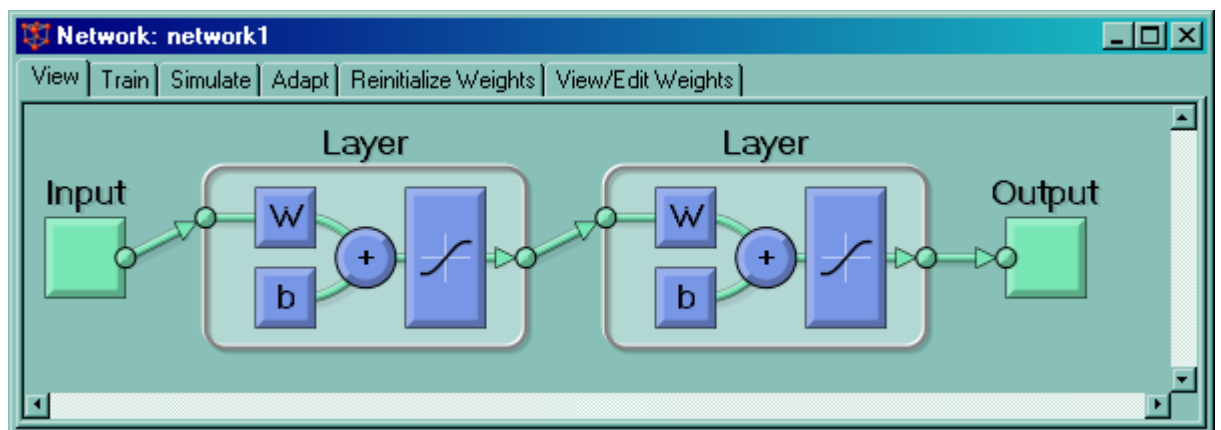 Network: network1
View Train Simulate Adapt Reinitialize Weights View/Edit Weights
Layer Layer
Input Output
W W
+ +
b b